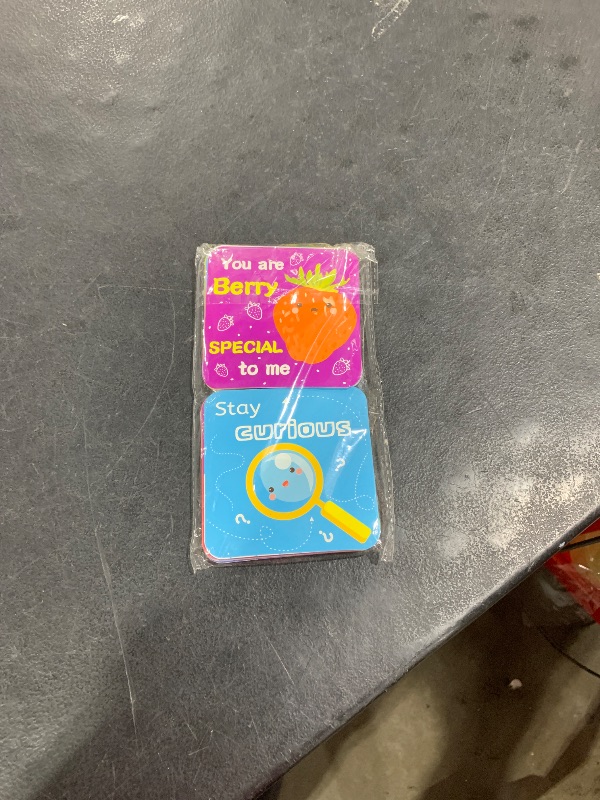 You are
Berry
SPECIAL
to me
Stay
curious
?
?
?